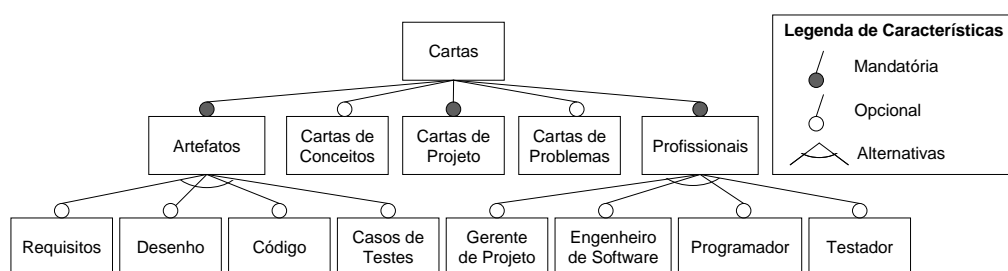 Cartas
Legenda de Características
Mandatória
Opcional
Alternativas
Artefatos
Cartas de
Conceitos
Cartas de
Projeto
Cartas de
Problemas
Profissionais
Requisitos
Desenho
Código
Casos de
Testes
Gerente
de Projeto
Engenheiro
de Software
Programador
Testador